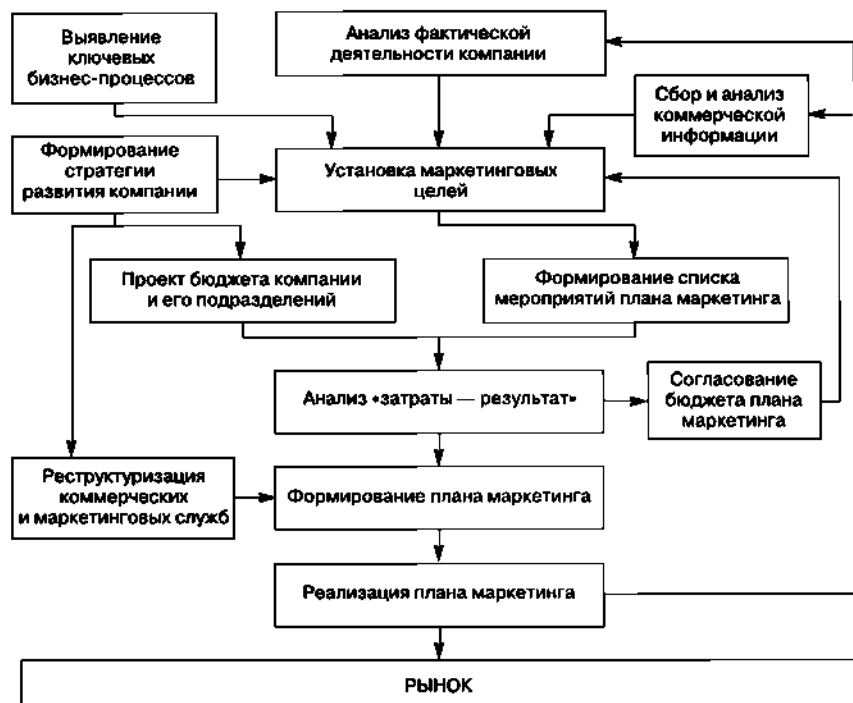 Выявление
ключевых
бизнес-процессов
Анализ фактической
деятельности компании
Сбор и анализ
коммерческой
информации
Формирование
стратегии
развития компании
Установка маркетинговых
целей
Проект бюджета компании
и его подразделений
Формирование списка
мероприятий плана маркетинга
Анализ «затраты — результат»
Согласование
бюджета плана
маркетинга
Реструктуризация
коммерческих
и маркетинговых служб
Формирование плана маркетинга
Реализация плана маркетинга
РЫНОК